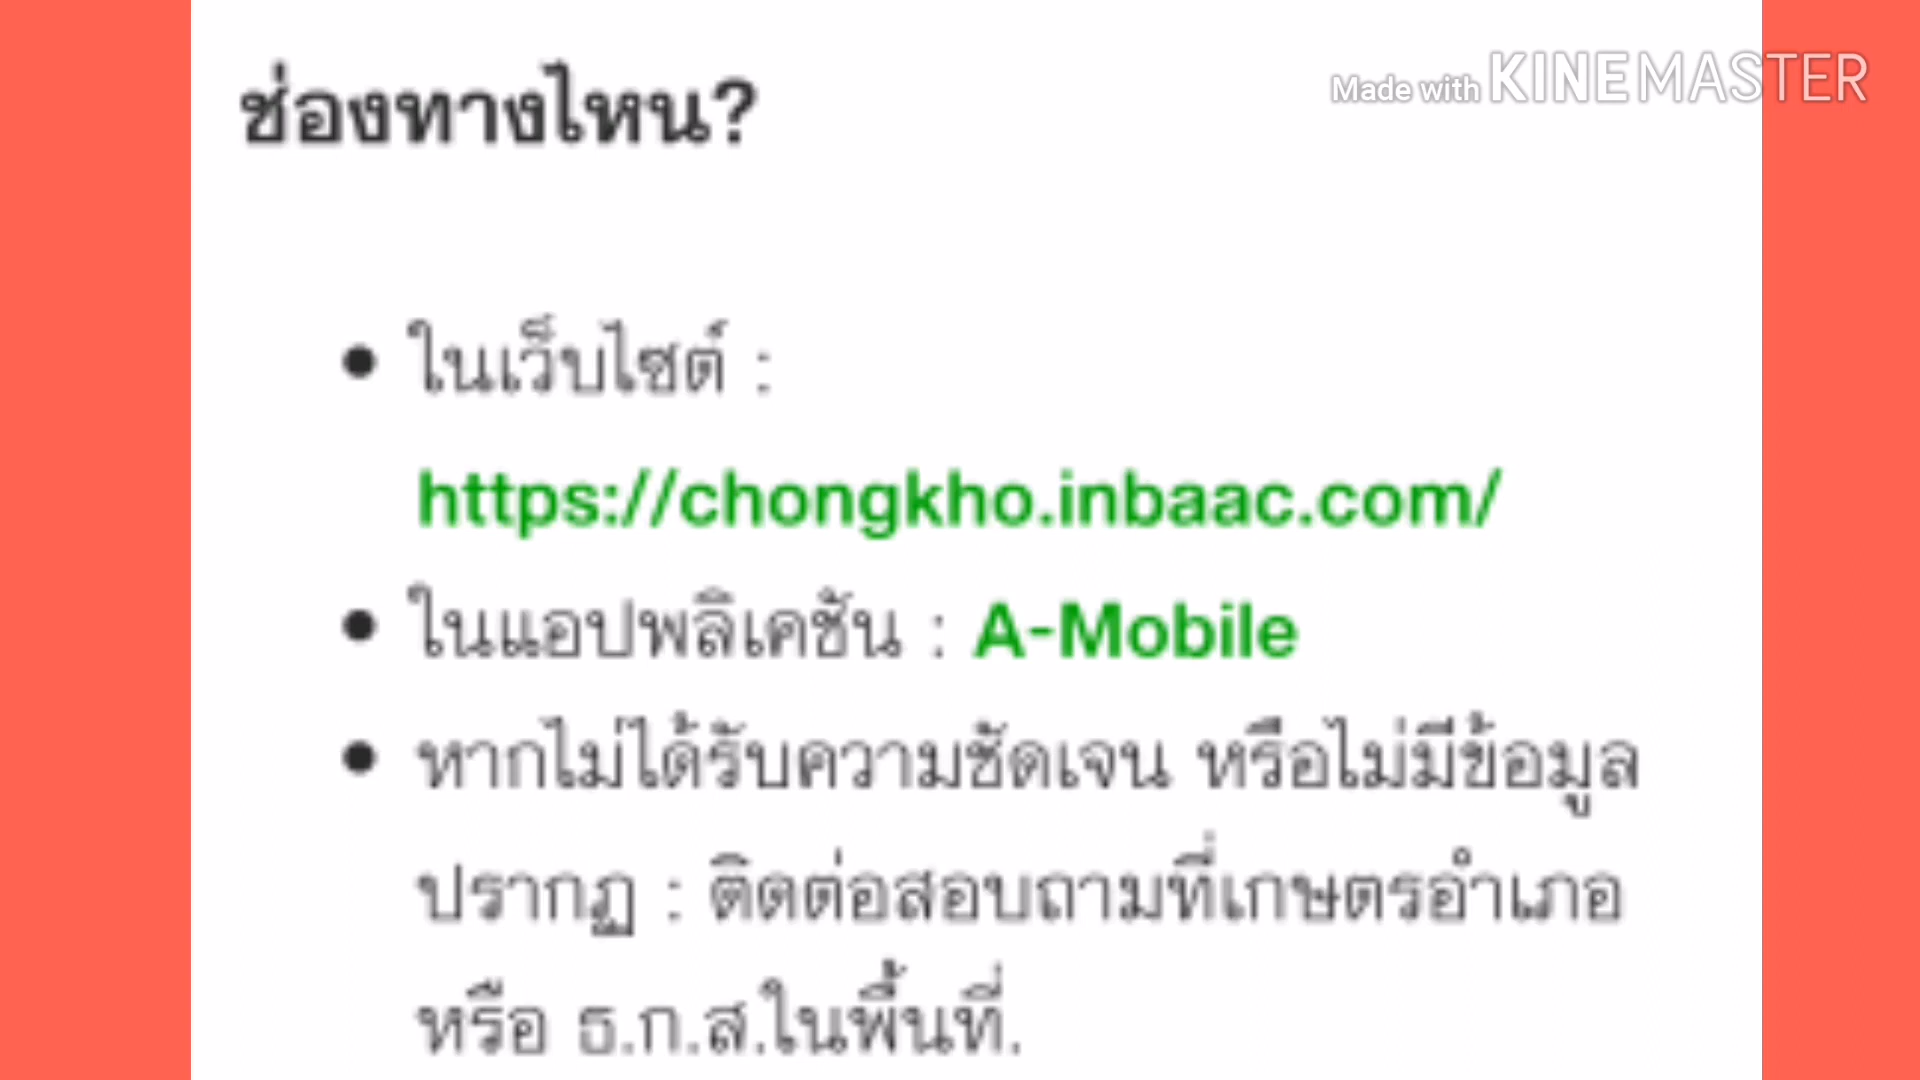 Made with KINEMASTER
ช่องทางไหน?
• ในเว็บไซต์ :
https://chongkho.inbaac.com/
• ในแอปพลิเคชัน : A-Mobile
• หากไม่ได้รับความชัดเจน หรือไม่มีข้อมูล
ปรากฏ : ติดต่อสอบถามที่เกษตรอำเภอ
หรือ ธ.ก.ส.ในพื้นที่.